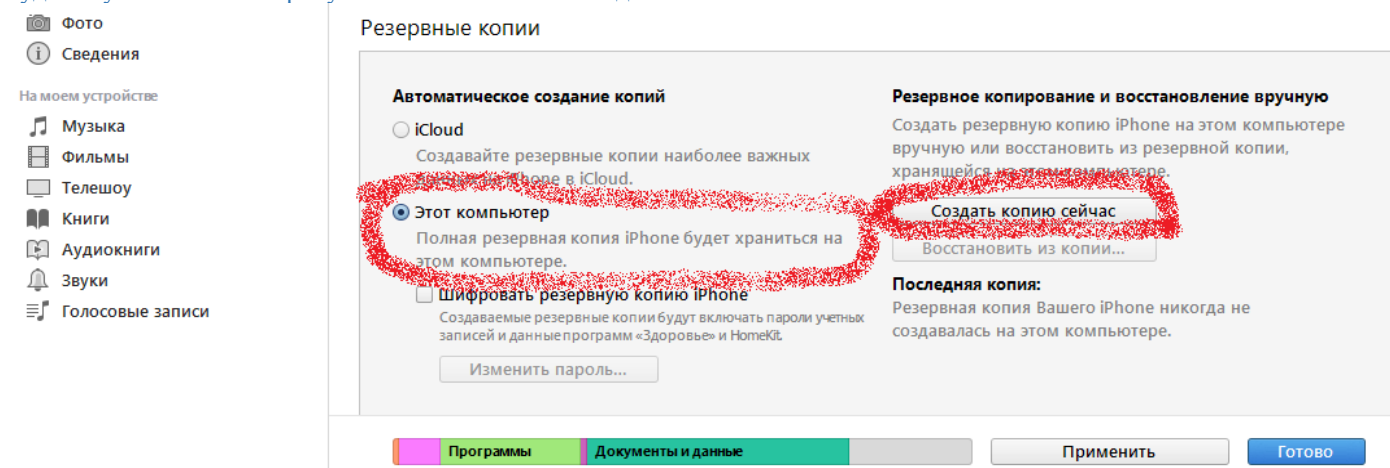 Фото
Сведения
На моем устройстве
Музыка
Фильмы
Телешоу
Книги
Аудиокниги
Звуки
Голосовые записи
Резервные копии
Автоматическое создание копий
iCloud
Создавайте резервные копии наиболее важных
iPhone в iCloud.
Этот компьютер
Полная резервная копия iPhone будет храниться на
этом компьютере.
Шифровать резервную копию iPhone
Создаваемые резервные копии будут включать пароли учетных
записей и данные программ «Здоровье» и HomeKit.
Изменить пароль...
Резервное копирование и восстановление вручную
Создать резервную копию iPhone на этом компьютере
вручную или восстановить из резервной копии,
хранящейся на этом компьютере.
Создать копию сейчас
Восстановить из копии...
Последняя копия:
Резервная копия Вашего iPhone никогда не
создавалась на этом компьютере.
Программы
Документы и данные
Применить
Готово